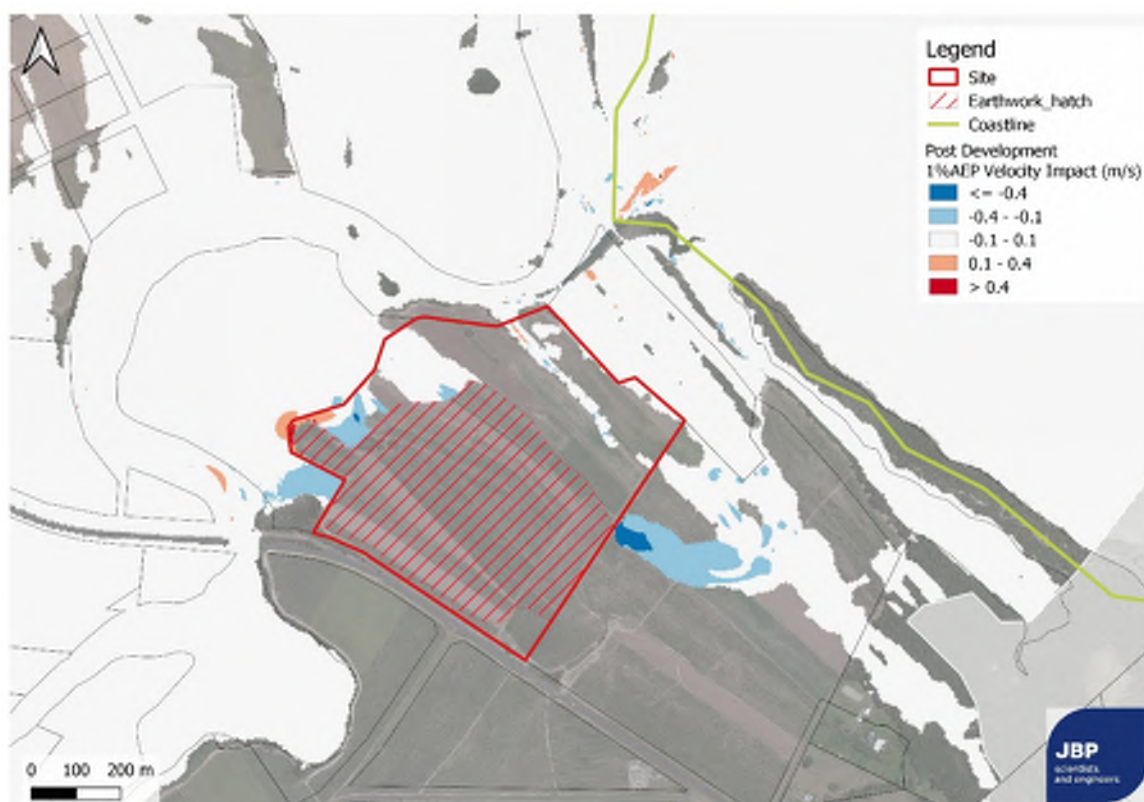 Legend
Site
Earthwork_hatch
Coastline
Post Development
1%AEP Velocity Impact (m/s)
<= -0.4
-0.4 - -0.1
-0.1 - 0.1
0.1 - 0.4
> 0.4
0 100 200 m
JBP
scientists
and engineers